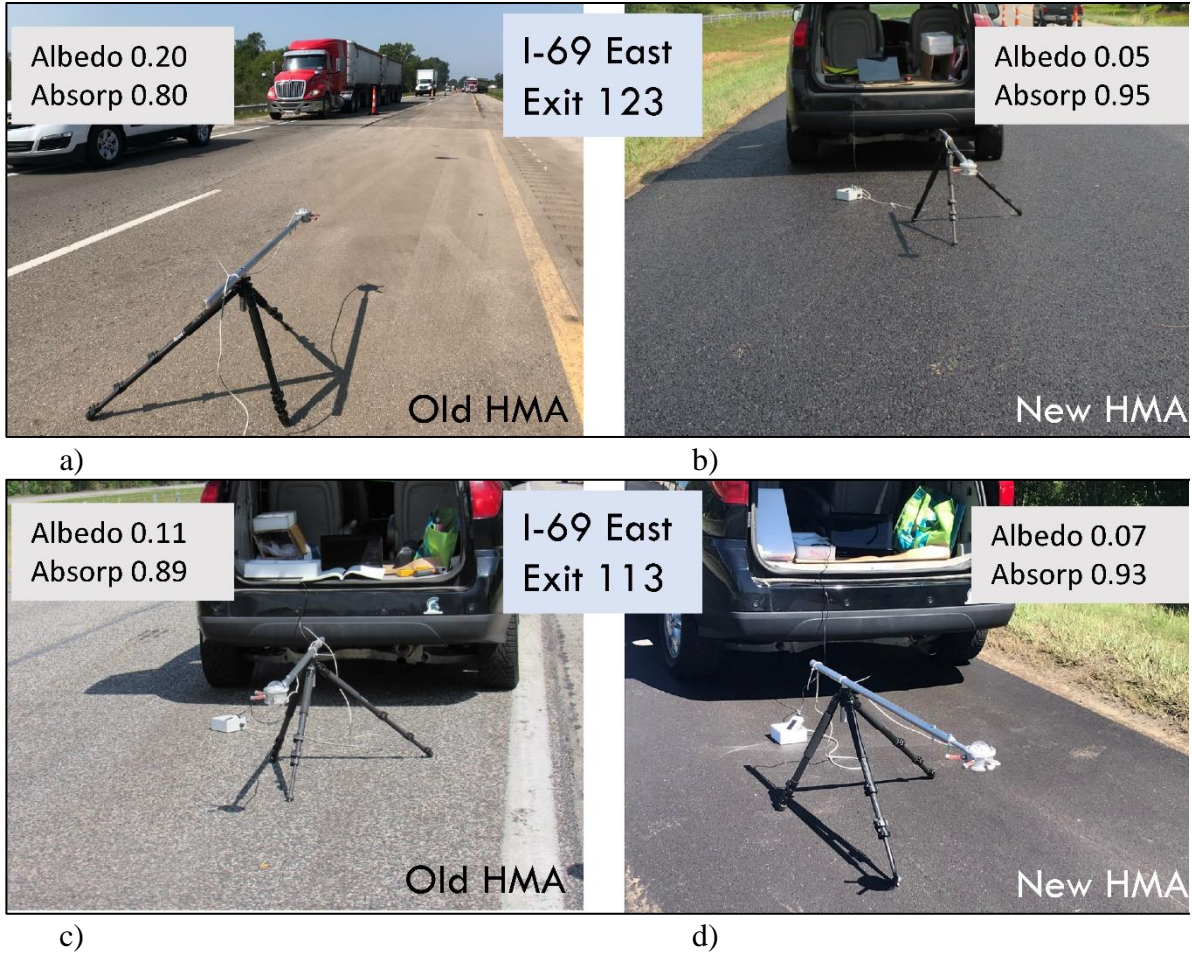 Albedo 0.20
Absorp 0.80
I-69 East
Exit 123
Albedo 0.05
Absorp 0.95
Old HMA
New HMA
a)
b)
Albedo 0.11
Absorp 0.89
I-69 East
Exit 113
Albedo 0.07
Absorp 0.93
Old HMA
New HMA
c)
d)